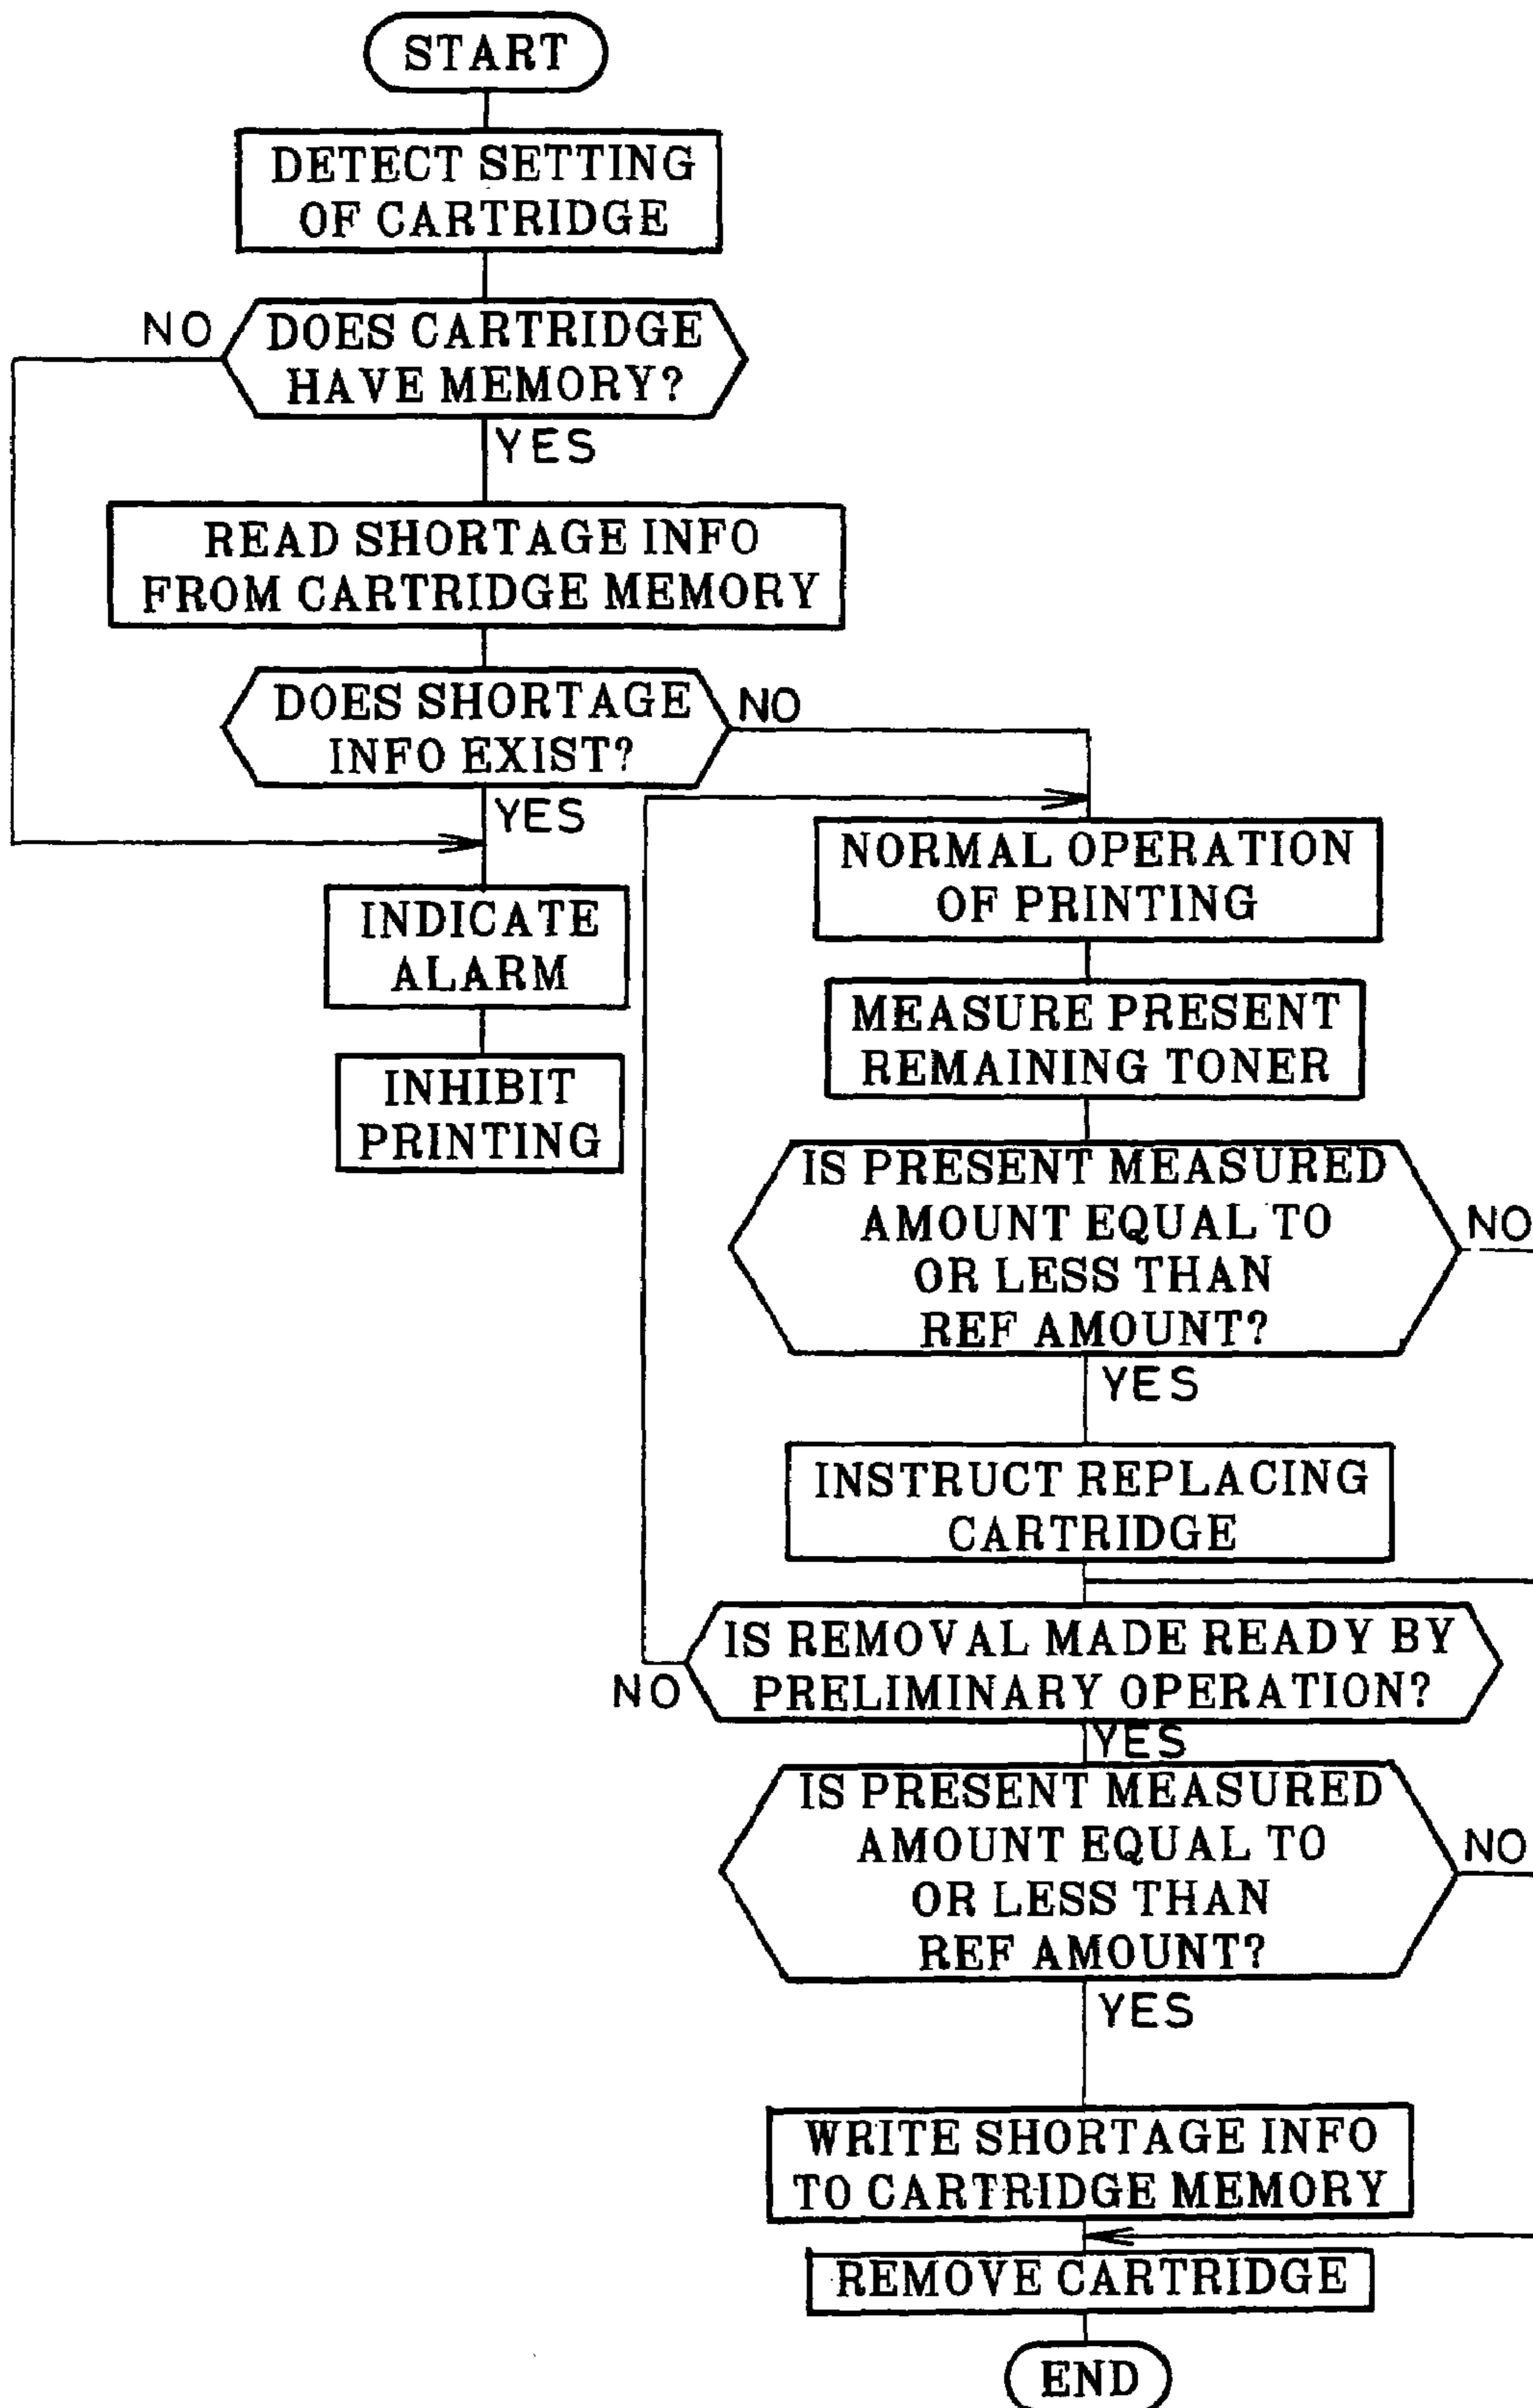 START
DETECT SETTING
OF CARTRIDGE
NO
DOES CARTRIDGE
HAVE MEMORY?
YES
READ SHORTAGE INFO
FROM CARTRIDGE MEMORY
DOES SHORTAGE
INFO EXIST?
NO
YES
INDICATE
ALARM
INHIBIT
PRINTING
NORMAL OPERATION
OF PRINTING
MEASURE PRESENT
REMAINING TONER
IS PRESENT MEASURED
AMOUNT EQUAL TO
OR LESS THAN
REF AMOUNT?
NO
YES
INSTRUCT REPLACING
CARTRIDGE
IS REMOVAL MADE READY BY
PRELIMINARY OPERATION?
NO
YES
IS PRESENT MEASURED
AMOUNT EQUAL TO
OR LESS THAN
REF AMOUNT?
NO
YES
WRITE SHORTAGE INFO
TO CARTRIDGE MEMORY
REMOVE CARTRIDGE
END